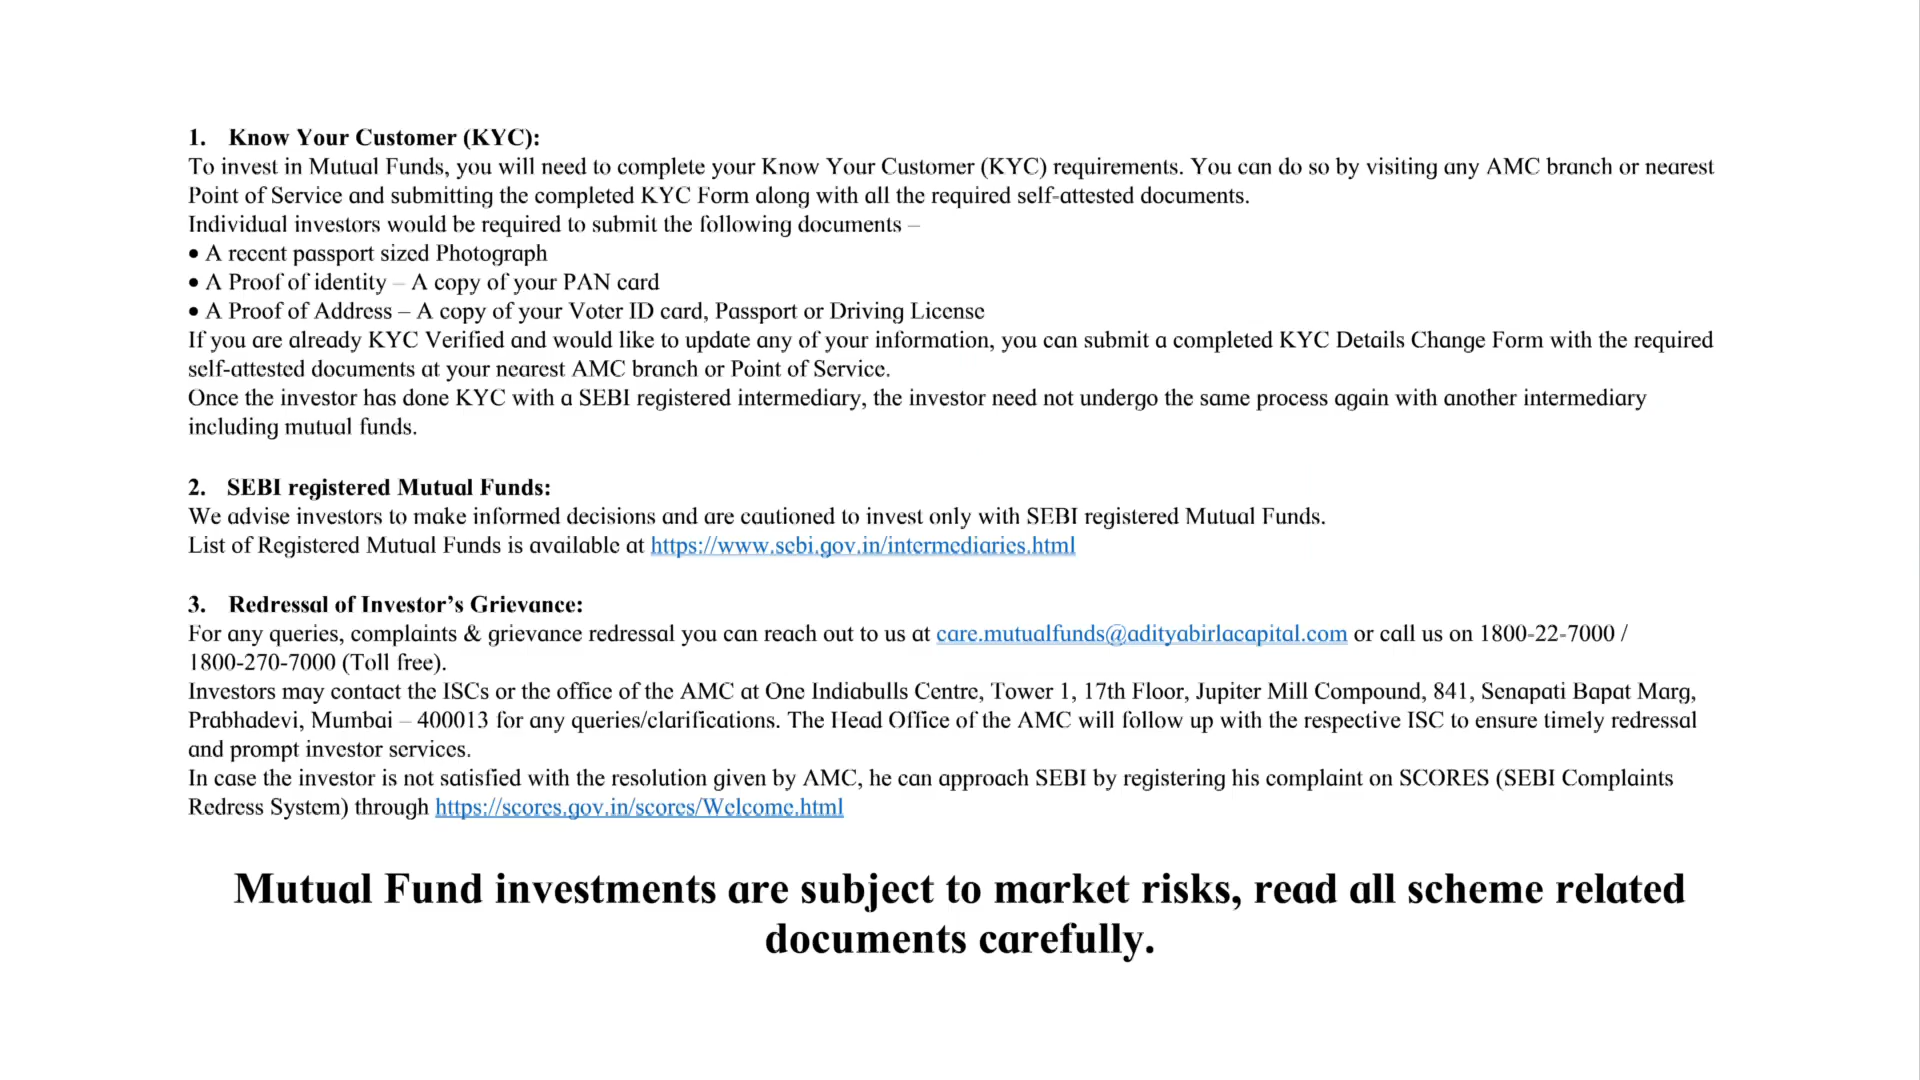 1. Know Your Customer (KYC):
To invest in Mutual Funds, you will need to complete your Know Your Customer (KYC) requirements. You can do so by visiting any AMC branch or nearest
Point of Service and submitting the completed KYC Form along with all the required self-attested documents.
Individual investors would be required to submit the following documents –
• A recent passport sized Photograph
• A Proof of identity – A copy of your PAN card
• A Proof of Address – A copy of your Voter ID card, Passport or Driving License
If you are already KYC Verified and would like to update any of your information, you can submit a completed KYC Details Change Form with the required
self-attested documents at your nearest AMC branch or Point of Service.
Once the investor has done KYC with a SEBI registered intermediary, the investor need not undergo the same process again with another intermediary
including mutual funds.
2. SEBI registered Mutual Funds:
We advise investors to make informed decisions and are cautioned to invest only with SEBI registered Mutual Funds.
List of Registered Mutual Funds is available at https://www.sebi.gov.in/intermediaries.html
3. Redressal of Investor’s Grievance:
For any queries, complaints & grievance redressal you can reach out to us at care.mutualfunds@adityabirlacapital.com or call us on 1800-22-7000 /
1800-270-7000 (Toll free).
Investors may contact the ISCs or the office of the AMC at One Indiabulls Centre, Tower 1, 17th Floor, Jupiter Mill Compound, 841, Senapati Bapat Marg,
Prabhadevi, Mumbai – 400013 for any queries/clarifications. The Head Office of the AMC will follow up with the respective ISC to ensure timely redressal
and prompt investor services.
In case the investor is not satisfied with the resolution given by AMC, he can approach SEBI by registering his complaint on SCORES (SEBI Complaints
Redress System) through https://scores.gov.in/scores/Welcome.html
Mutual Fund investments are subject to market risks, read all scheme related
documents carefully.